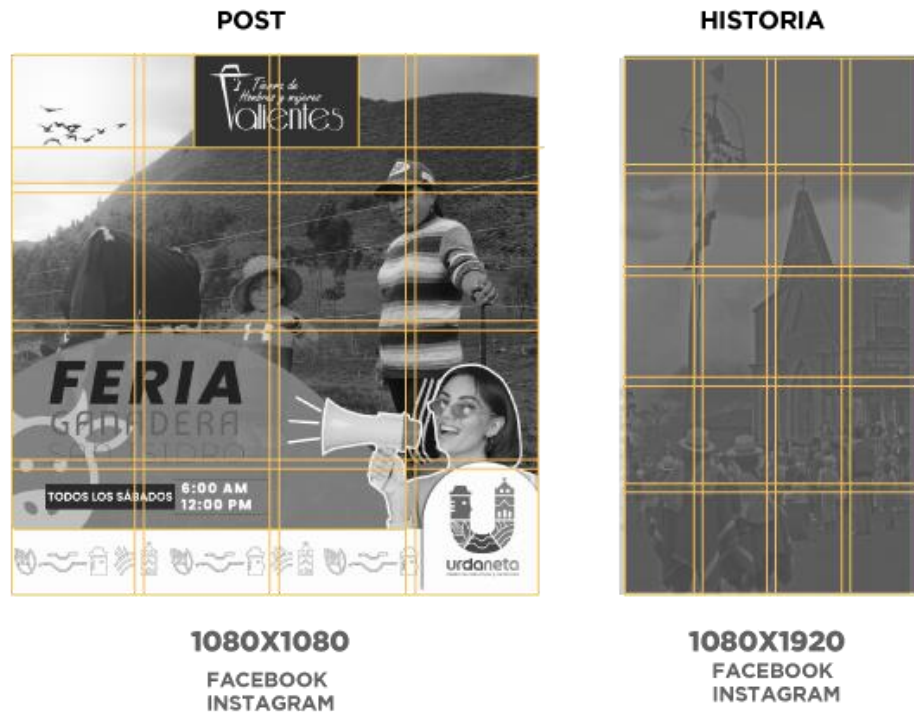 POST
HISTORIA
Tierra de
Hombres y mujeres
Valientes
FERIA
GANADERA
TODOS LOS SÁBADOS
6:00 AM
12:00 PM
urdaneta
1080X1080
FACEBOOK
INSTAGRAM
1080X1920
FACEBOOK
INSTAGRAM